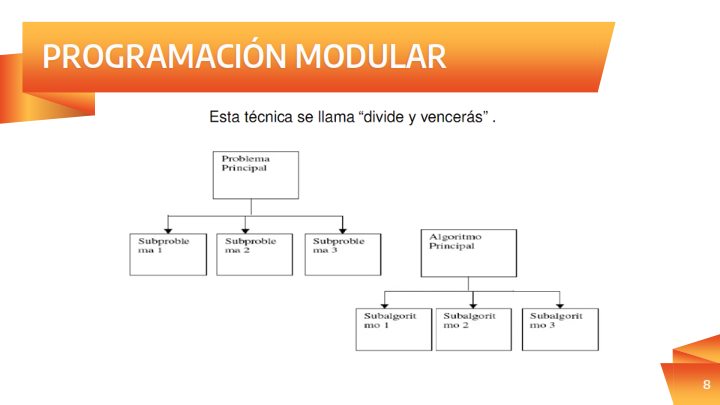 PROGRAMACIÓN MODULAR
Esta técnica se llama “divide y vencerás” .
Problema
Principal
Subproble
ma 1
Subproble
ma 2
Subproble
ma 3
Algoritmo
Principal
Subalgorit
mo 1
Subalgorit
mo 2
Subalgorit
mo 3
8